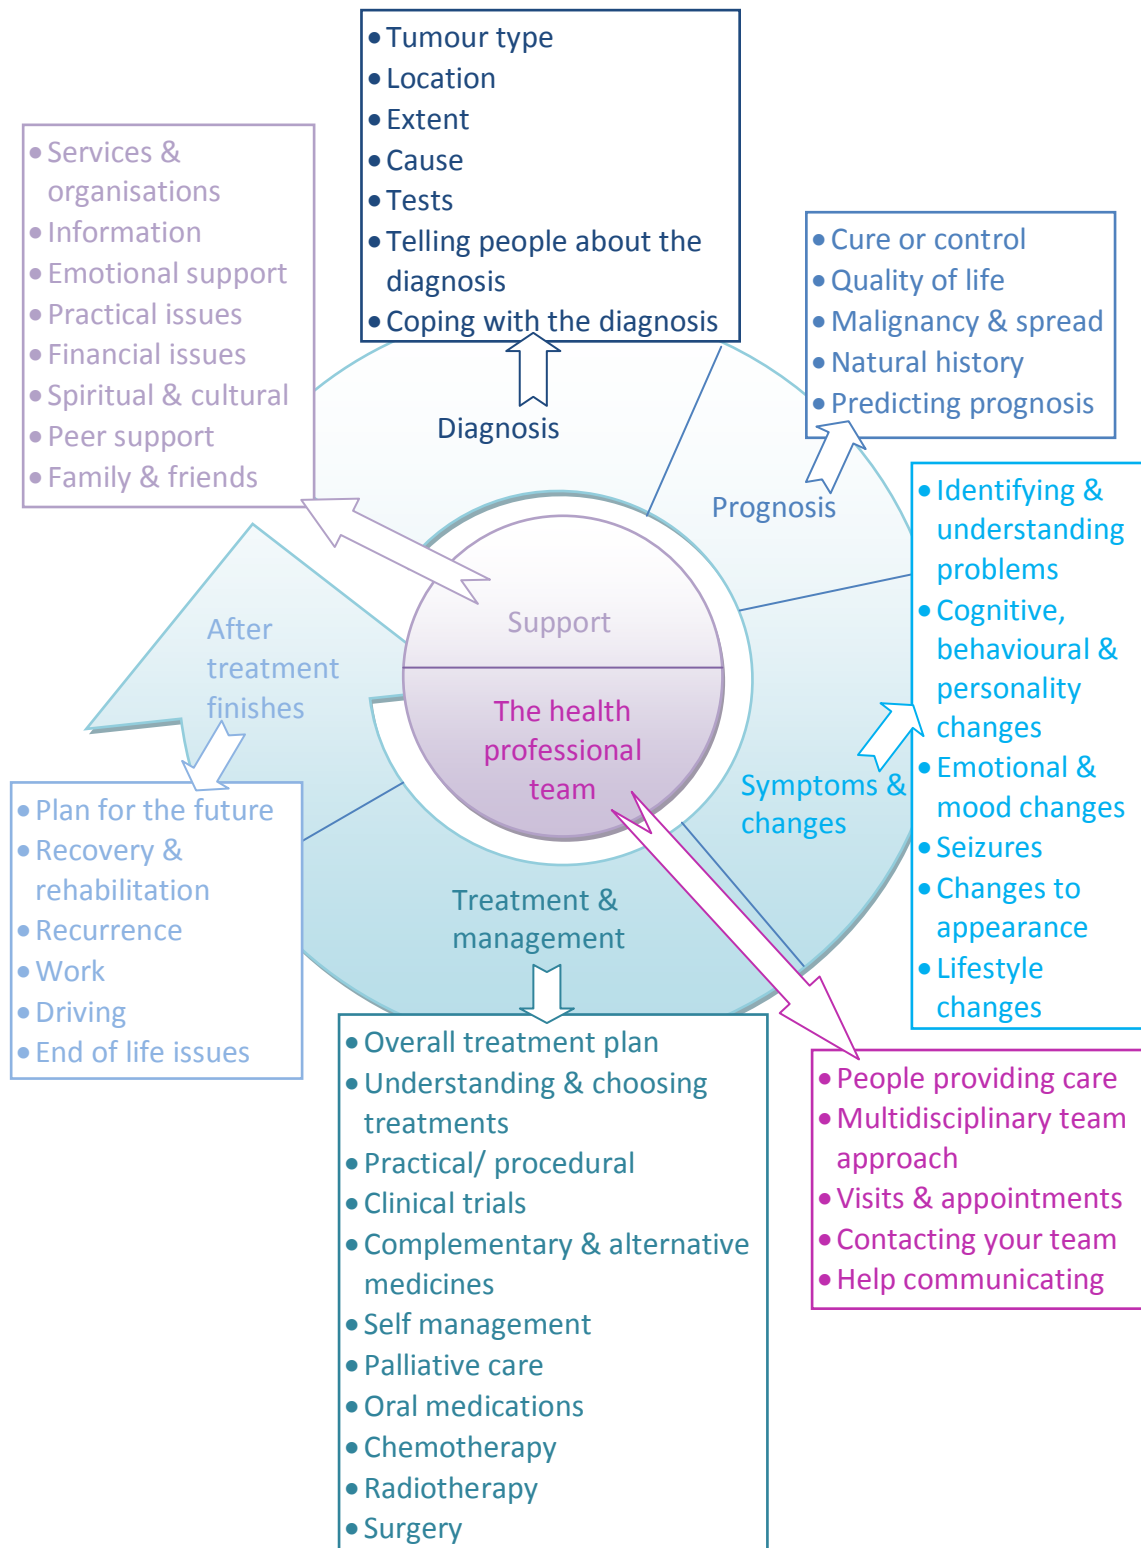 • Tumour type
• Location
• Extent
• Cause
• Tests
• Telling people about the
diagnosis
• Coping with the diagnosis
• Services &
organisations
• Information
• Emotional support
• Practical issues
• Financial issues
• Spiritual & cultural
• Peer support
• Family & friends
• Cure or control
• Quality of life
• Malignancy & spread
• Natural history
• Predicting prognosis
Diagnosis
Prognosis
• Identifying &
understanding
problems
• Cognitive,
behavioural &
personality
changes
• Emotional &
mood changes
• Seizures
• Changes to
appearance
• Lifestyle
changes
Support
The health
professional
team
After
treatment
finishes
Symptoms &
changes
• Plan for the future
• Recovery &
rehabilitation
• Recurrence
• Work
• Driving
• End of life issues
Treatment &
management
• Overall treatment plan
• Understanding & choosing
treatments
• Practical/ procedural
• Clinical trials
• Complementary & alternative
medicines
• Self management
• Palliative care
• Oral medications
• Chemotherapy
• Radiotherapy
• Surgery
• People providing care
• Multidisciplinary team
approach
• Visits & appointments
• Contacting your team
• Help communicating